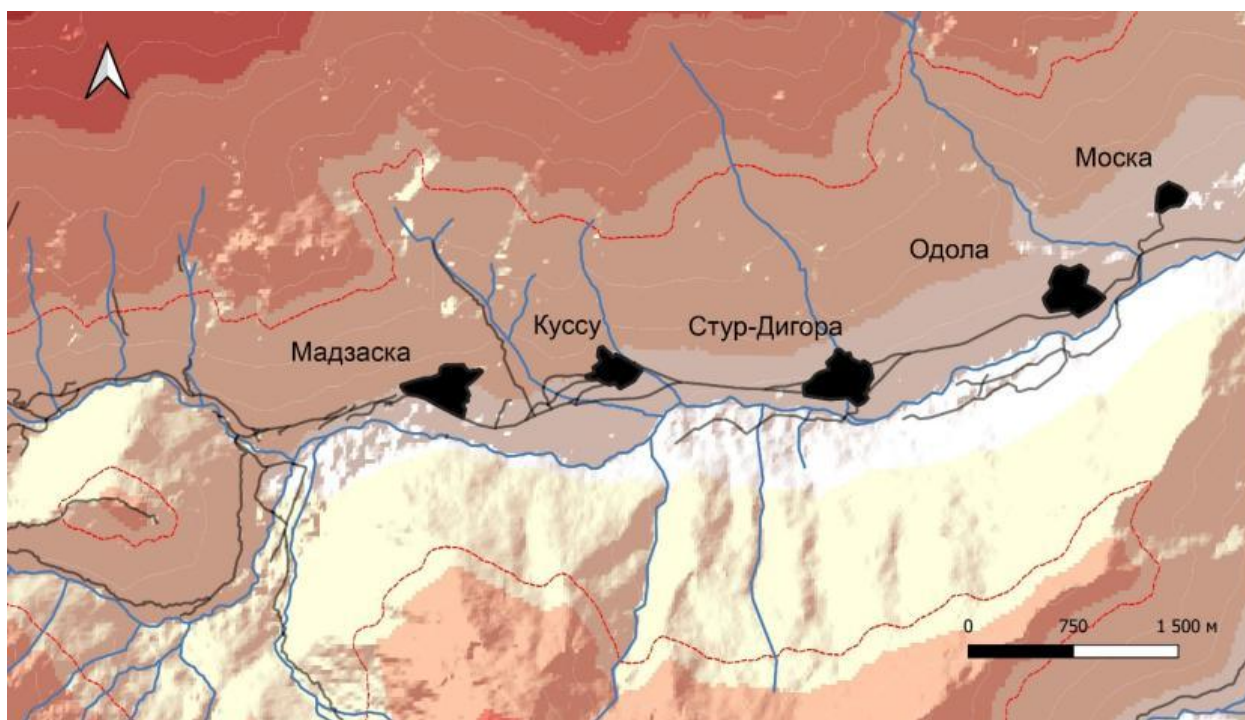 Моска
Одола
Куссу
Стур-Дигора
Мадзаска
0 750 1 500 м